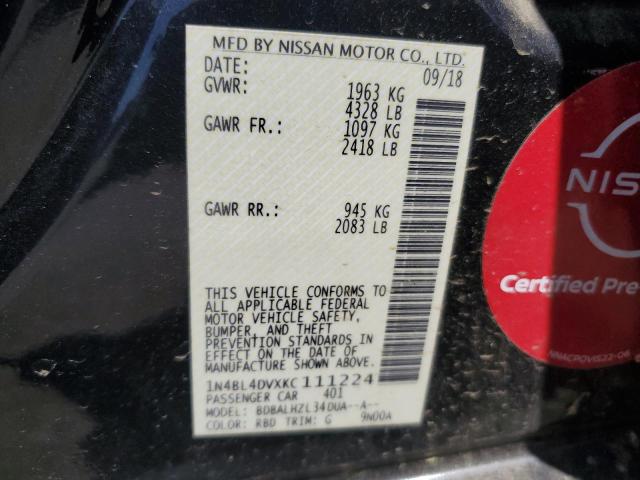 MFD BY NISSAN MOTOR CO., LTD.
DATE: 09/18
GVWR: 1963 KG
4328 LB
GAWR FR.: 1097 KG
2418 LB
GAWR RR.: 945 KG
2083 LB
THIS VEHICLE CONFORMS TO
ALL APPLICABLE FEDERAL
MOTOR VEHICLE SAFETY,
BUMPER, AND THEFT
PREVENTION STANDARDS IN
EFFECT ON THE DATE OF
MANUFACTURE SHOWN ABOVE.
1N4BL4DVXKC111224
PASSENGER CAR 401
MODEL: BDBALHZL34DUA--A--
COLOR: RBD TRIM: G 9N00A
NIS
Certified Pre-
NNACPOVIS22-06